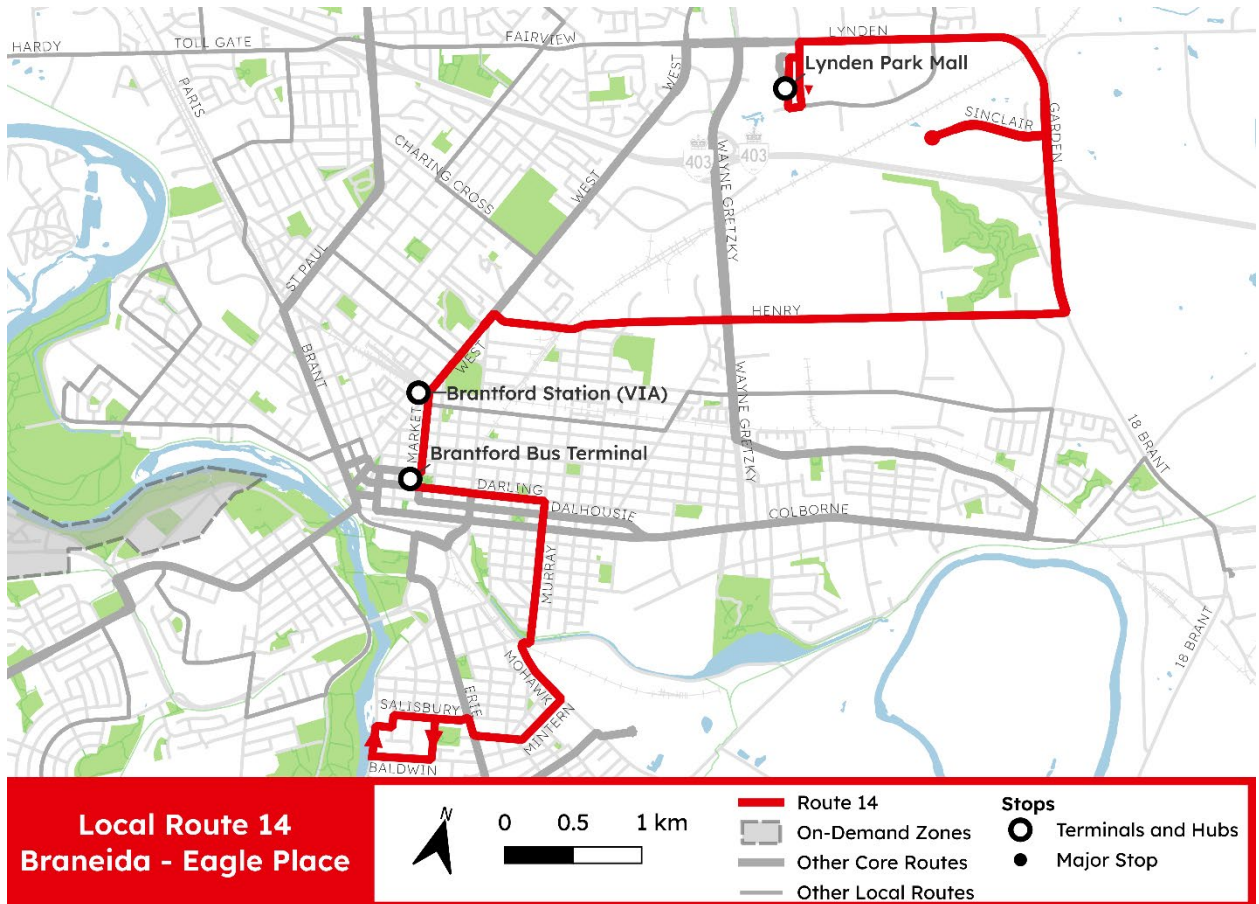 HARDY
TOLL GATE
FAIRVIEW
LYNDEN
Lynden Park Mall
PARIS
WEST
SINCLAIR
GARDEN
CHARING CROSS
403
403
WAYNE GRETZKY
WEST
ST PAUL
HENRY
BRANT
WEST
Brantford Station (VIA)
WAYNE GRETZKY
MARKET
18 BRANT
Brantford Bus Terminal
DARLING
DALHOUSIE
COLBORNE
MURRAY
18 BRANT
MOHAWK
ERIE
SALISBURY
MINTERN
BALDWIN
Local Route 14
Braneida - Eagle Place
N
0 0.5 1 km
Route 14
On-Demand Zones
Other Core Routes
Other Local Routes
Stops
Terminals and Hubs
Major Stop